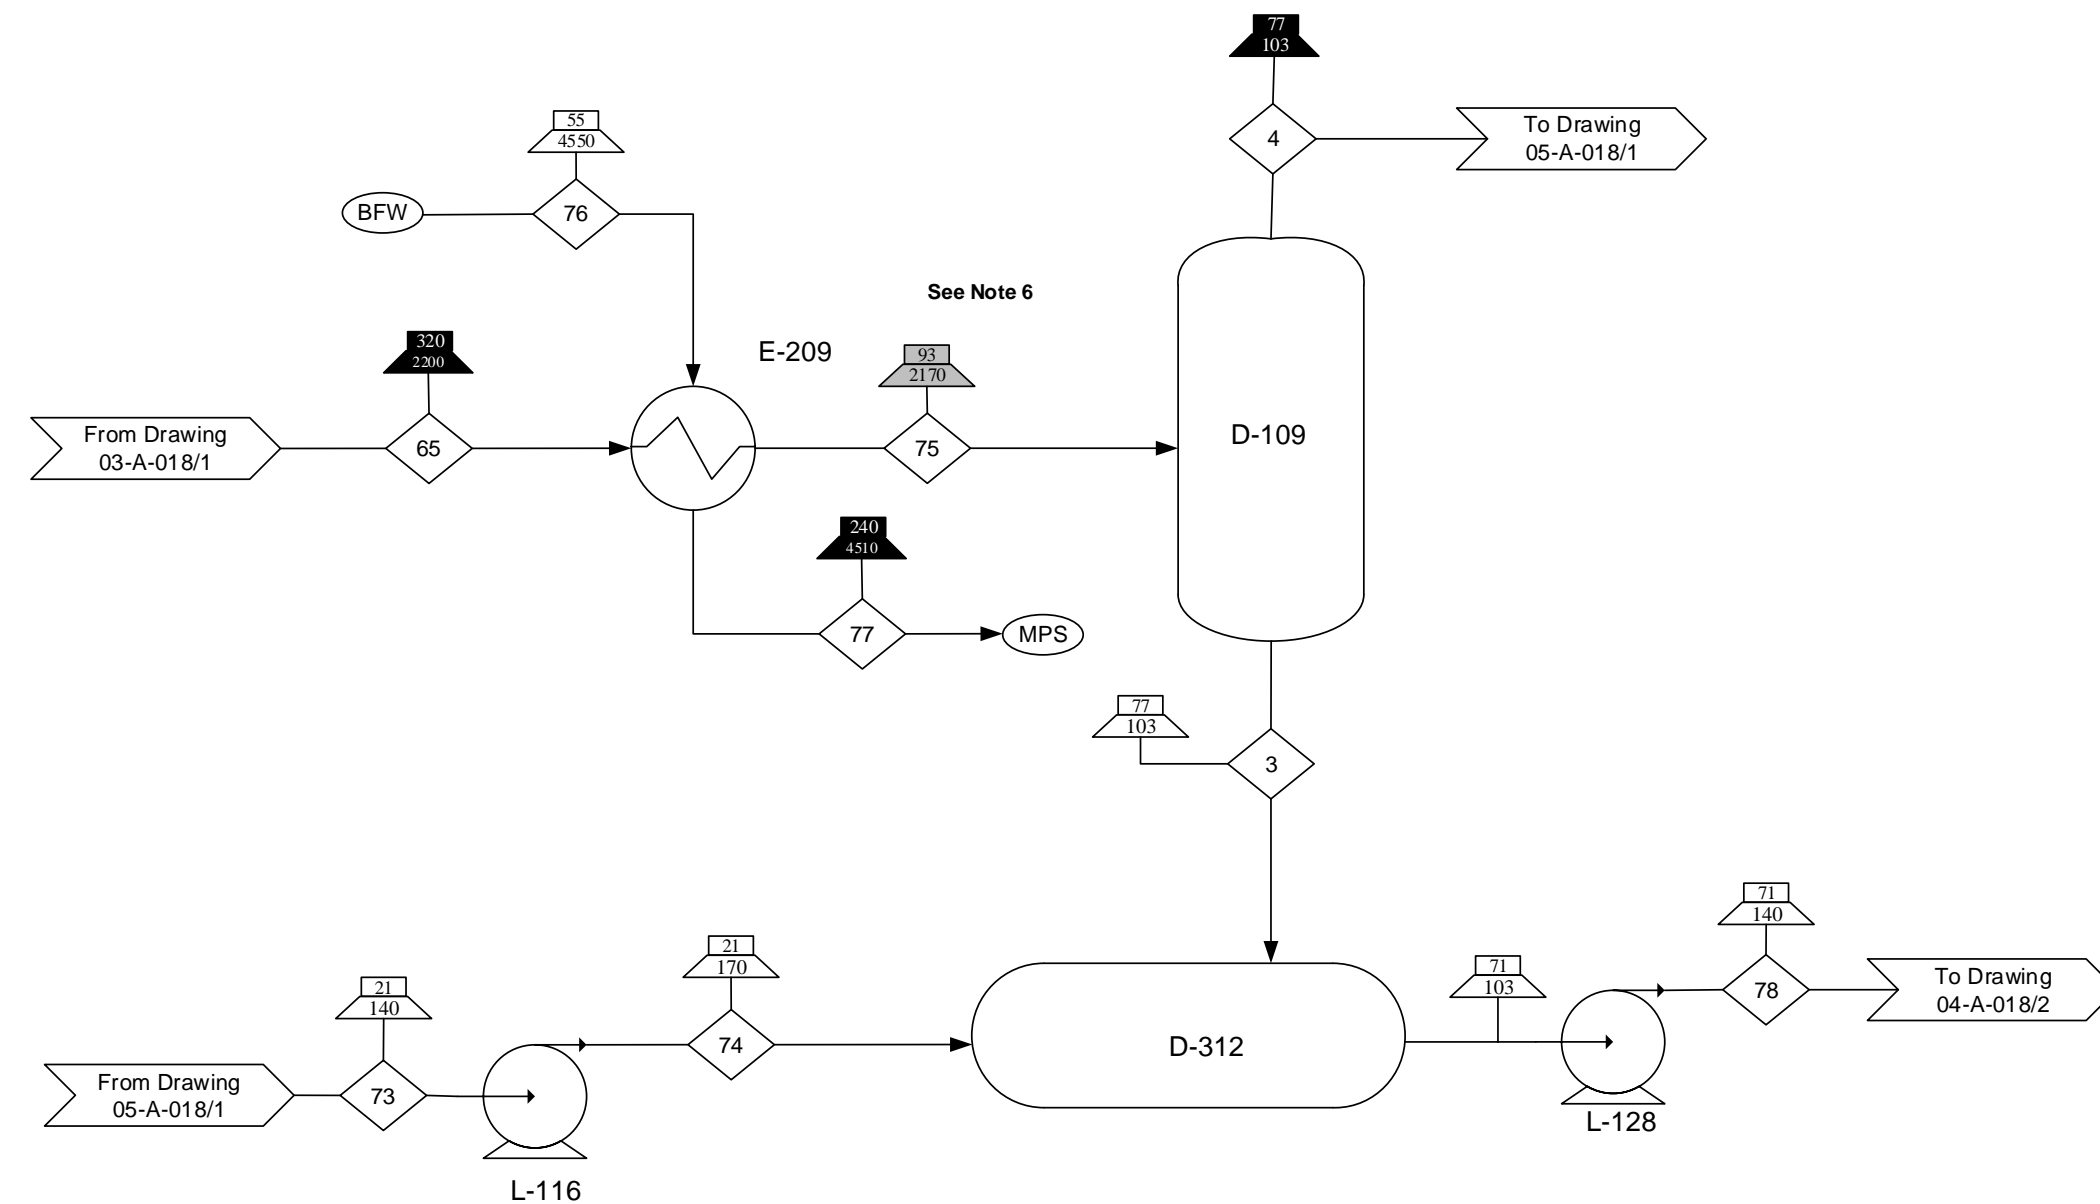 77
103
To Drawing
05-A-018/1
4
55
4550
BFW
76
See Note 6
320
2200
E-209
93
2170
From Drawing
03-A-018/1
65
75
D-109
240
4510
77
MPS
77
103
3
71
140
21
170
71
103
21
140
To Drawing
04-A-018/2
78
74
D-312
From Drawing
05-A-018/1
73
L-128
L-116